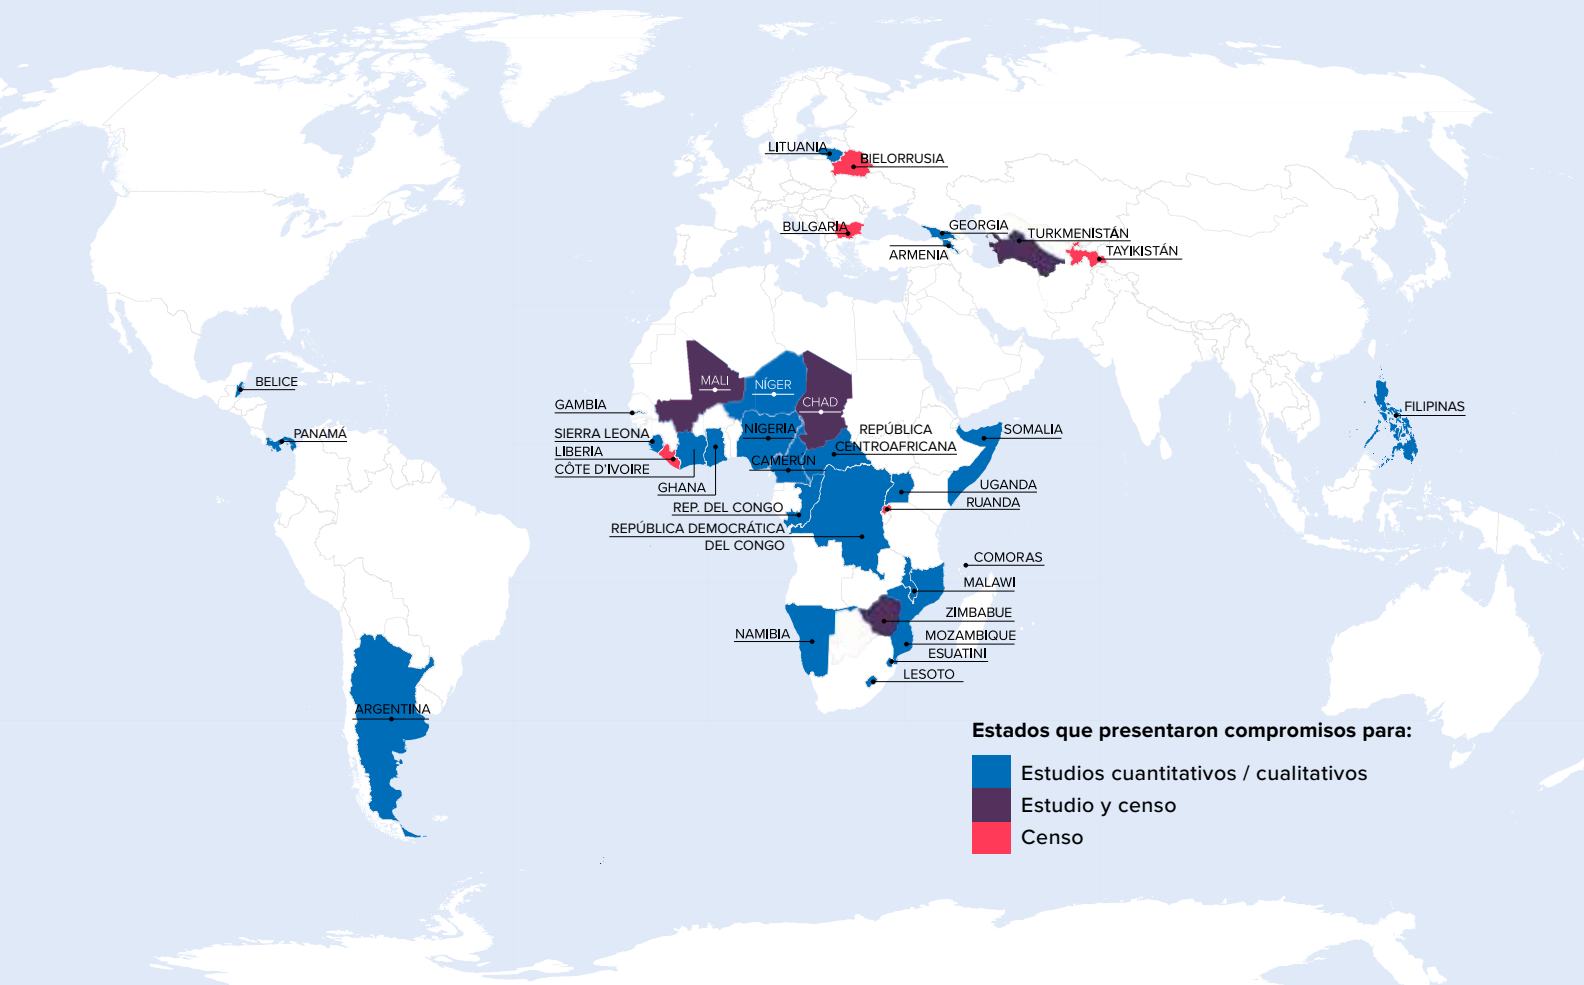 LITUANIA
BIELORRUSIA
BULGARIA
GEORGIA
TURKMENISTÁN
ARMENIA
TAYIKISTÁN
BELICE
PANAMÁ
MALI
NÍGER
CHAD
GAMBIA
SIERRA LEONA
LIBERIA
CÔTE D'IVOIRE
GHANA
NIGERIA
CAMERÚN
REPÚBLICA
CENTROAFRICANA
SOMALIA
FILIPINAS
UGANDA
RUANDA
REP. DEL CONGO
REPÚBLICA DEMOCRÁTICA
DEL CONGO
COMORAS
MALAWI
ZIMBABUE
NAMIBIA
MOZAMBIQUE
ESUATINI
LESOTO
ARGENTINA
Estados que presentaron compromisos para:
Estudios cuantitativos / cualitativos
Estudio y censo
Censo